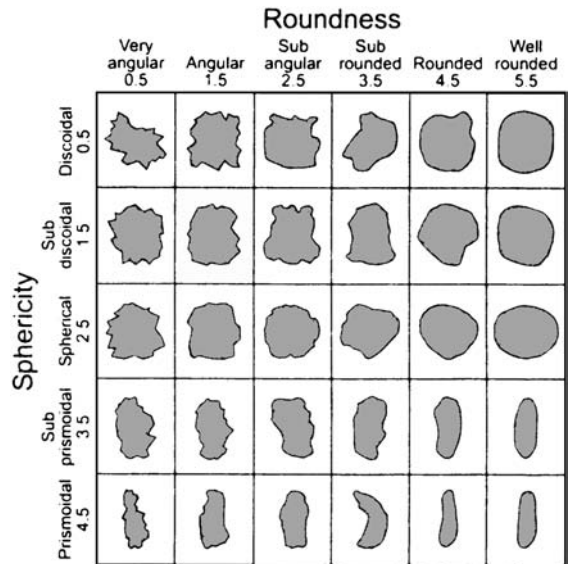 Roundness
Very
angular
0.5
Angular
1.5
Sub
angular
2.5
Sub
rounded
3.5
Rounded
4.5
Well
rounded
5.5
Sphericity
Discoidal
0.5
Sub
discoidal
1 5
Spherical
2 5
Sub
prismoidal
3 5
Prismoidal
4.5